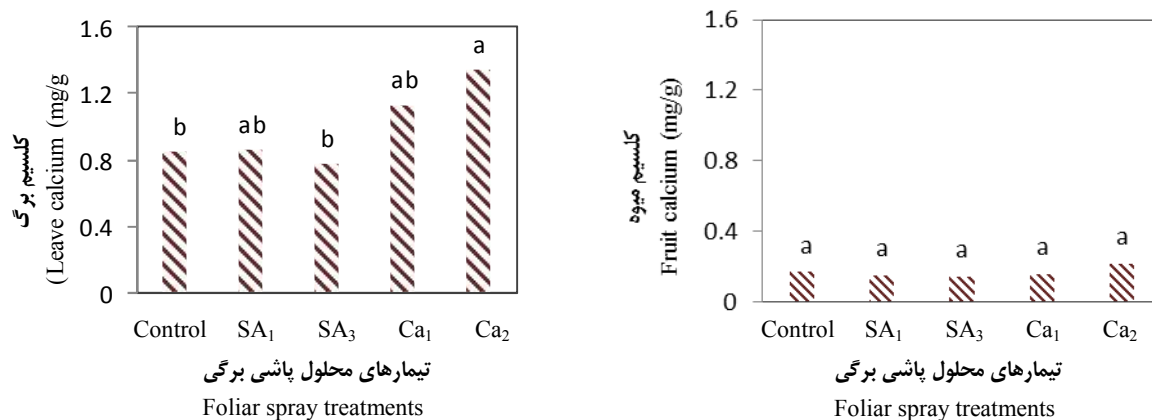 کلسیم برگ
(Leave calcium (mg/g
1.6
1.2
0.8
0.4
0
b
ab
b
ab
a
Control SA₁ SA₃ Ca₁ Ca₂
تیمارهای محلول پاشی برگی
Foliar spray treatments
کلسیم میوه
Fruit calcium (mg/g)
1.6
1.2
0.8
0.4
0
a a a a a
Control SA₁ SA₃ Ca₁ Ca₂
تیمارهای محلول پاشی برگی
Foliar spray treatments